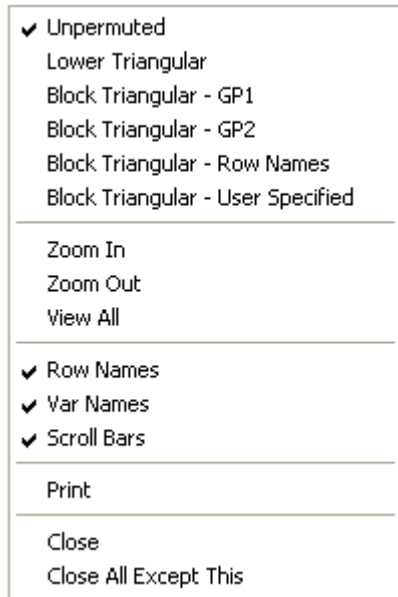 Unpermuted
Lower Triangular
Block Triangular - GP1
Block Triangular - GP2
Block Triangular - Row Names
Block Triangular - User Specified
Zoom In
Zoom Out
View All
Row Names
Var Names
Scroll Bars
Print
Close
Close All Except This